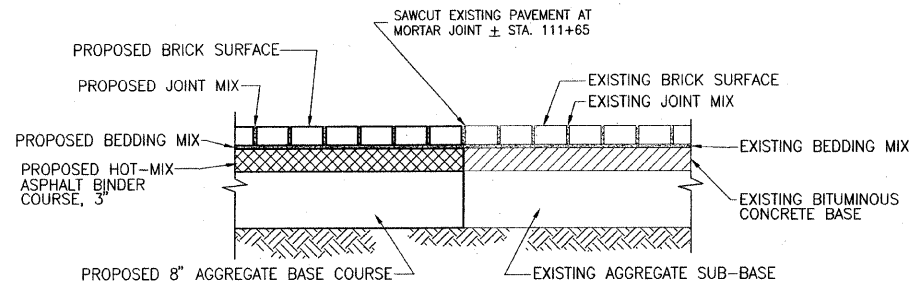 SAWCUT EXISTING PAVEMENT AT
MORTAR JOINT ± STA. 111+65
PROPOSED BRICK SURFACE
PROPOSED JOINT MIX
EXISTING BRICK SURFACE
EXISTING JOINT MIX
PROPOSED BEDDING MIX
EXISTING BEDDING MIX
PROPOSED HOT-MIX
ASPHALT BINDER
COURSE, 3"
EXISTING BITUMINOUS
CONCRETE BASE
PROPOSED 8" AGGREGATE BASE COURSE
EXISTING AGGREGATE SUB-BASE